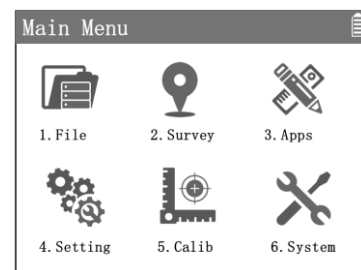 Main Menu
1. File
2. Survey
3. Apps
4. Setting
5. Calib
6. System